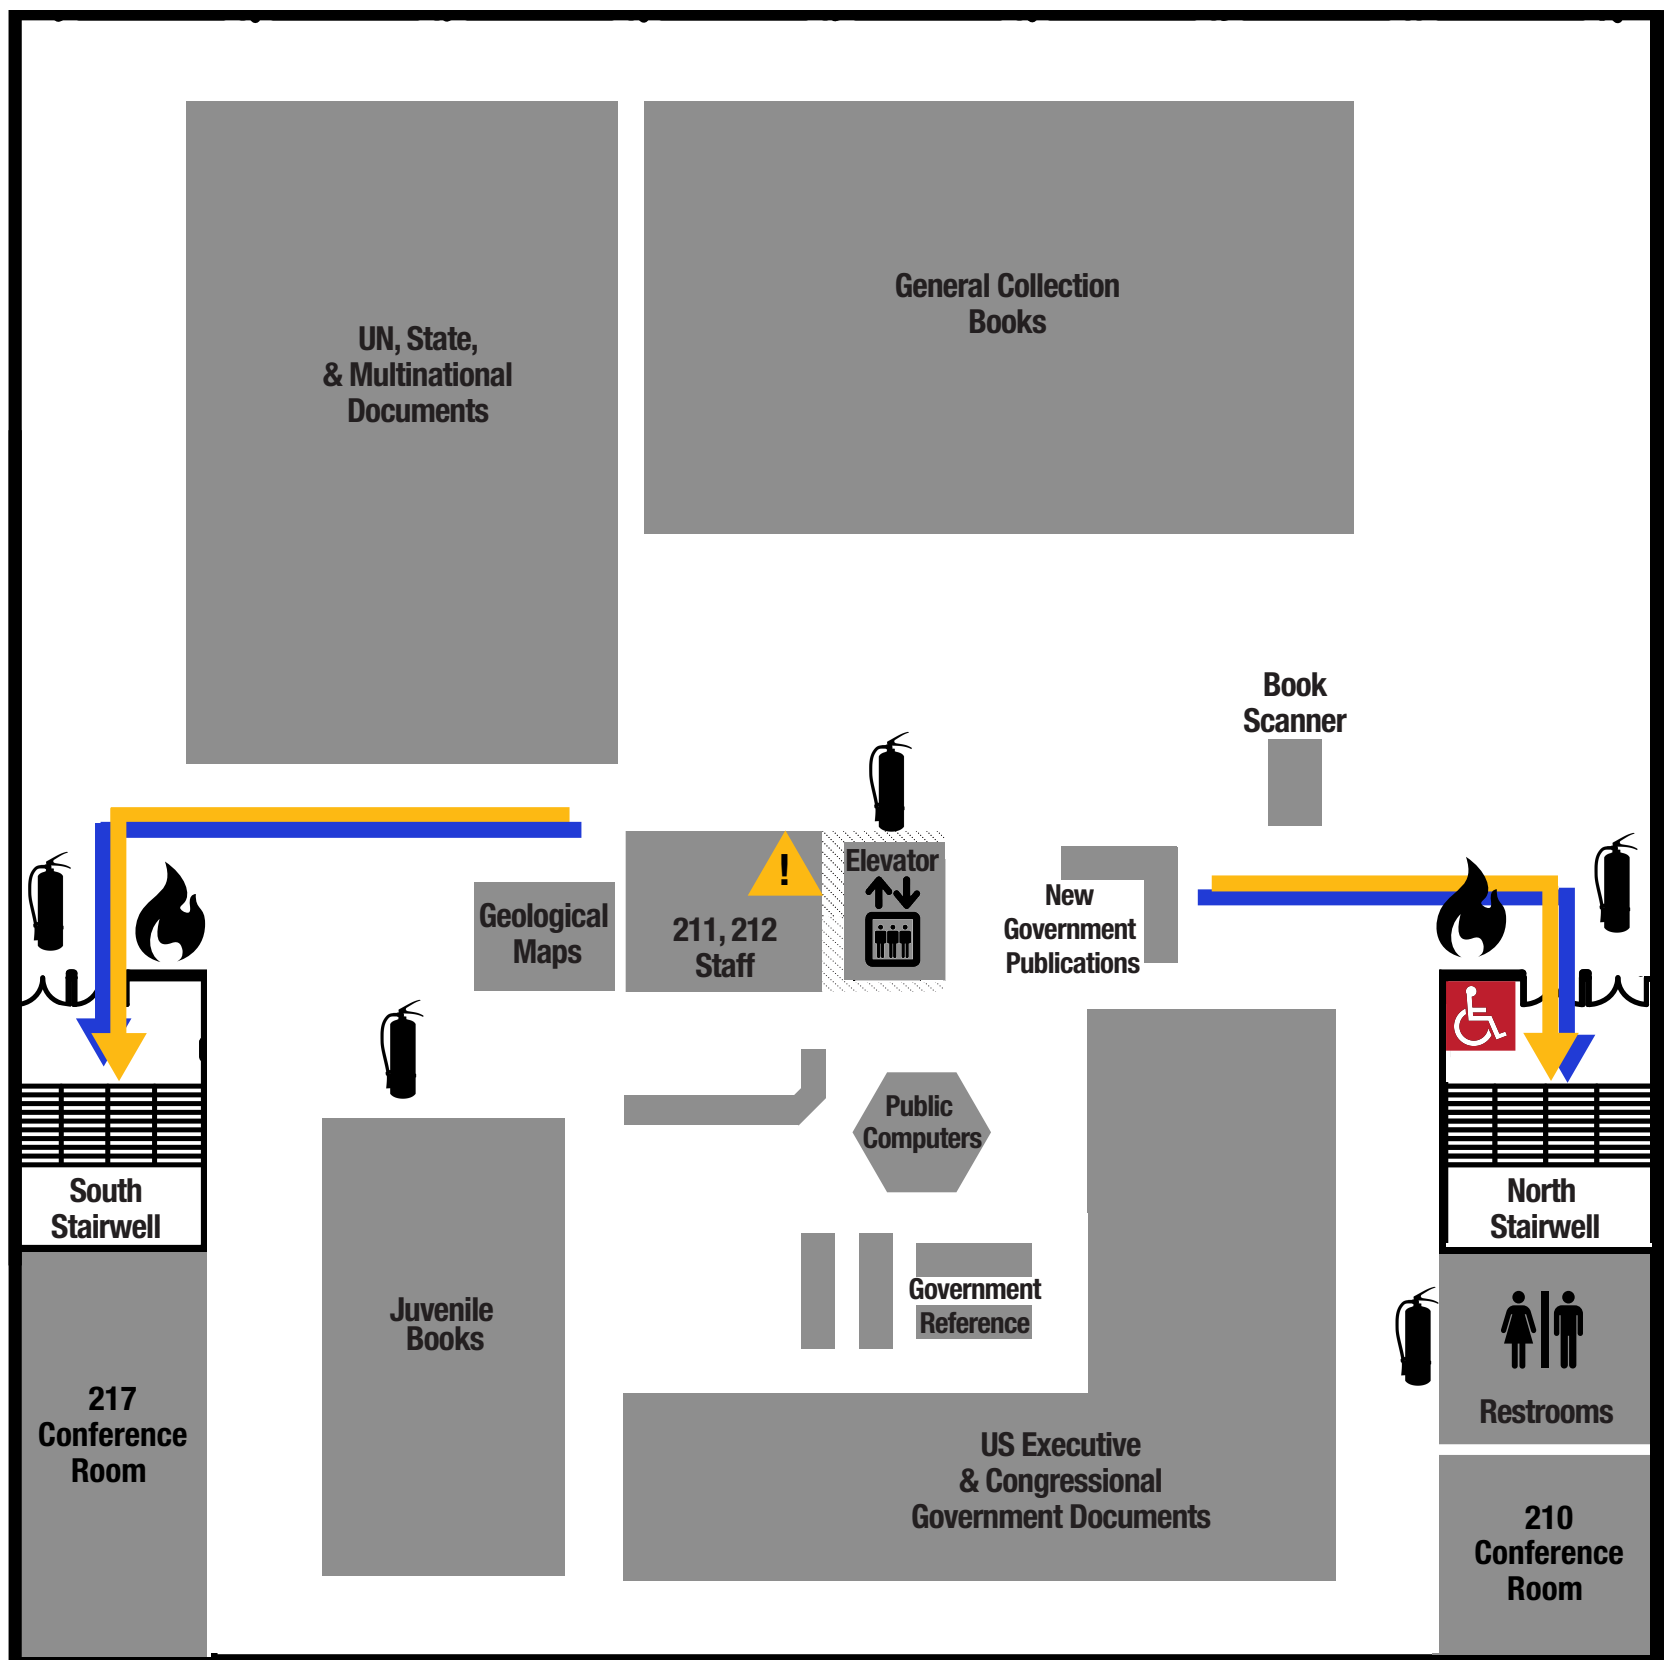 General Collection
Books
UN, State,
& Multinational
Documents
Book
Scanner
!
Elevator
Geological
Maps
211, 212
Staff
New
Government
Publications
Public
Computers
South
Stairwell
North
Stairwell
Government
Reference
Juvenile
Books
217
Conference
Room
Restrooms
US Executive
& Congressional
Government Documents
210
Conference
Room